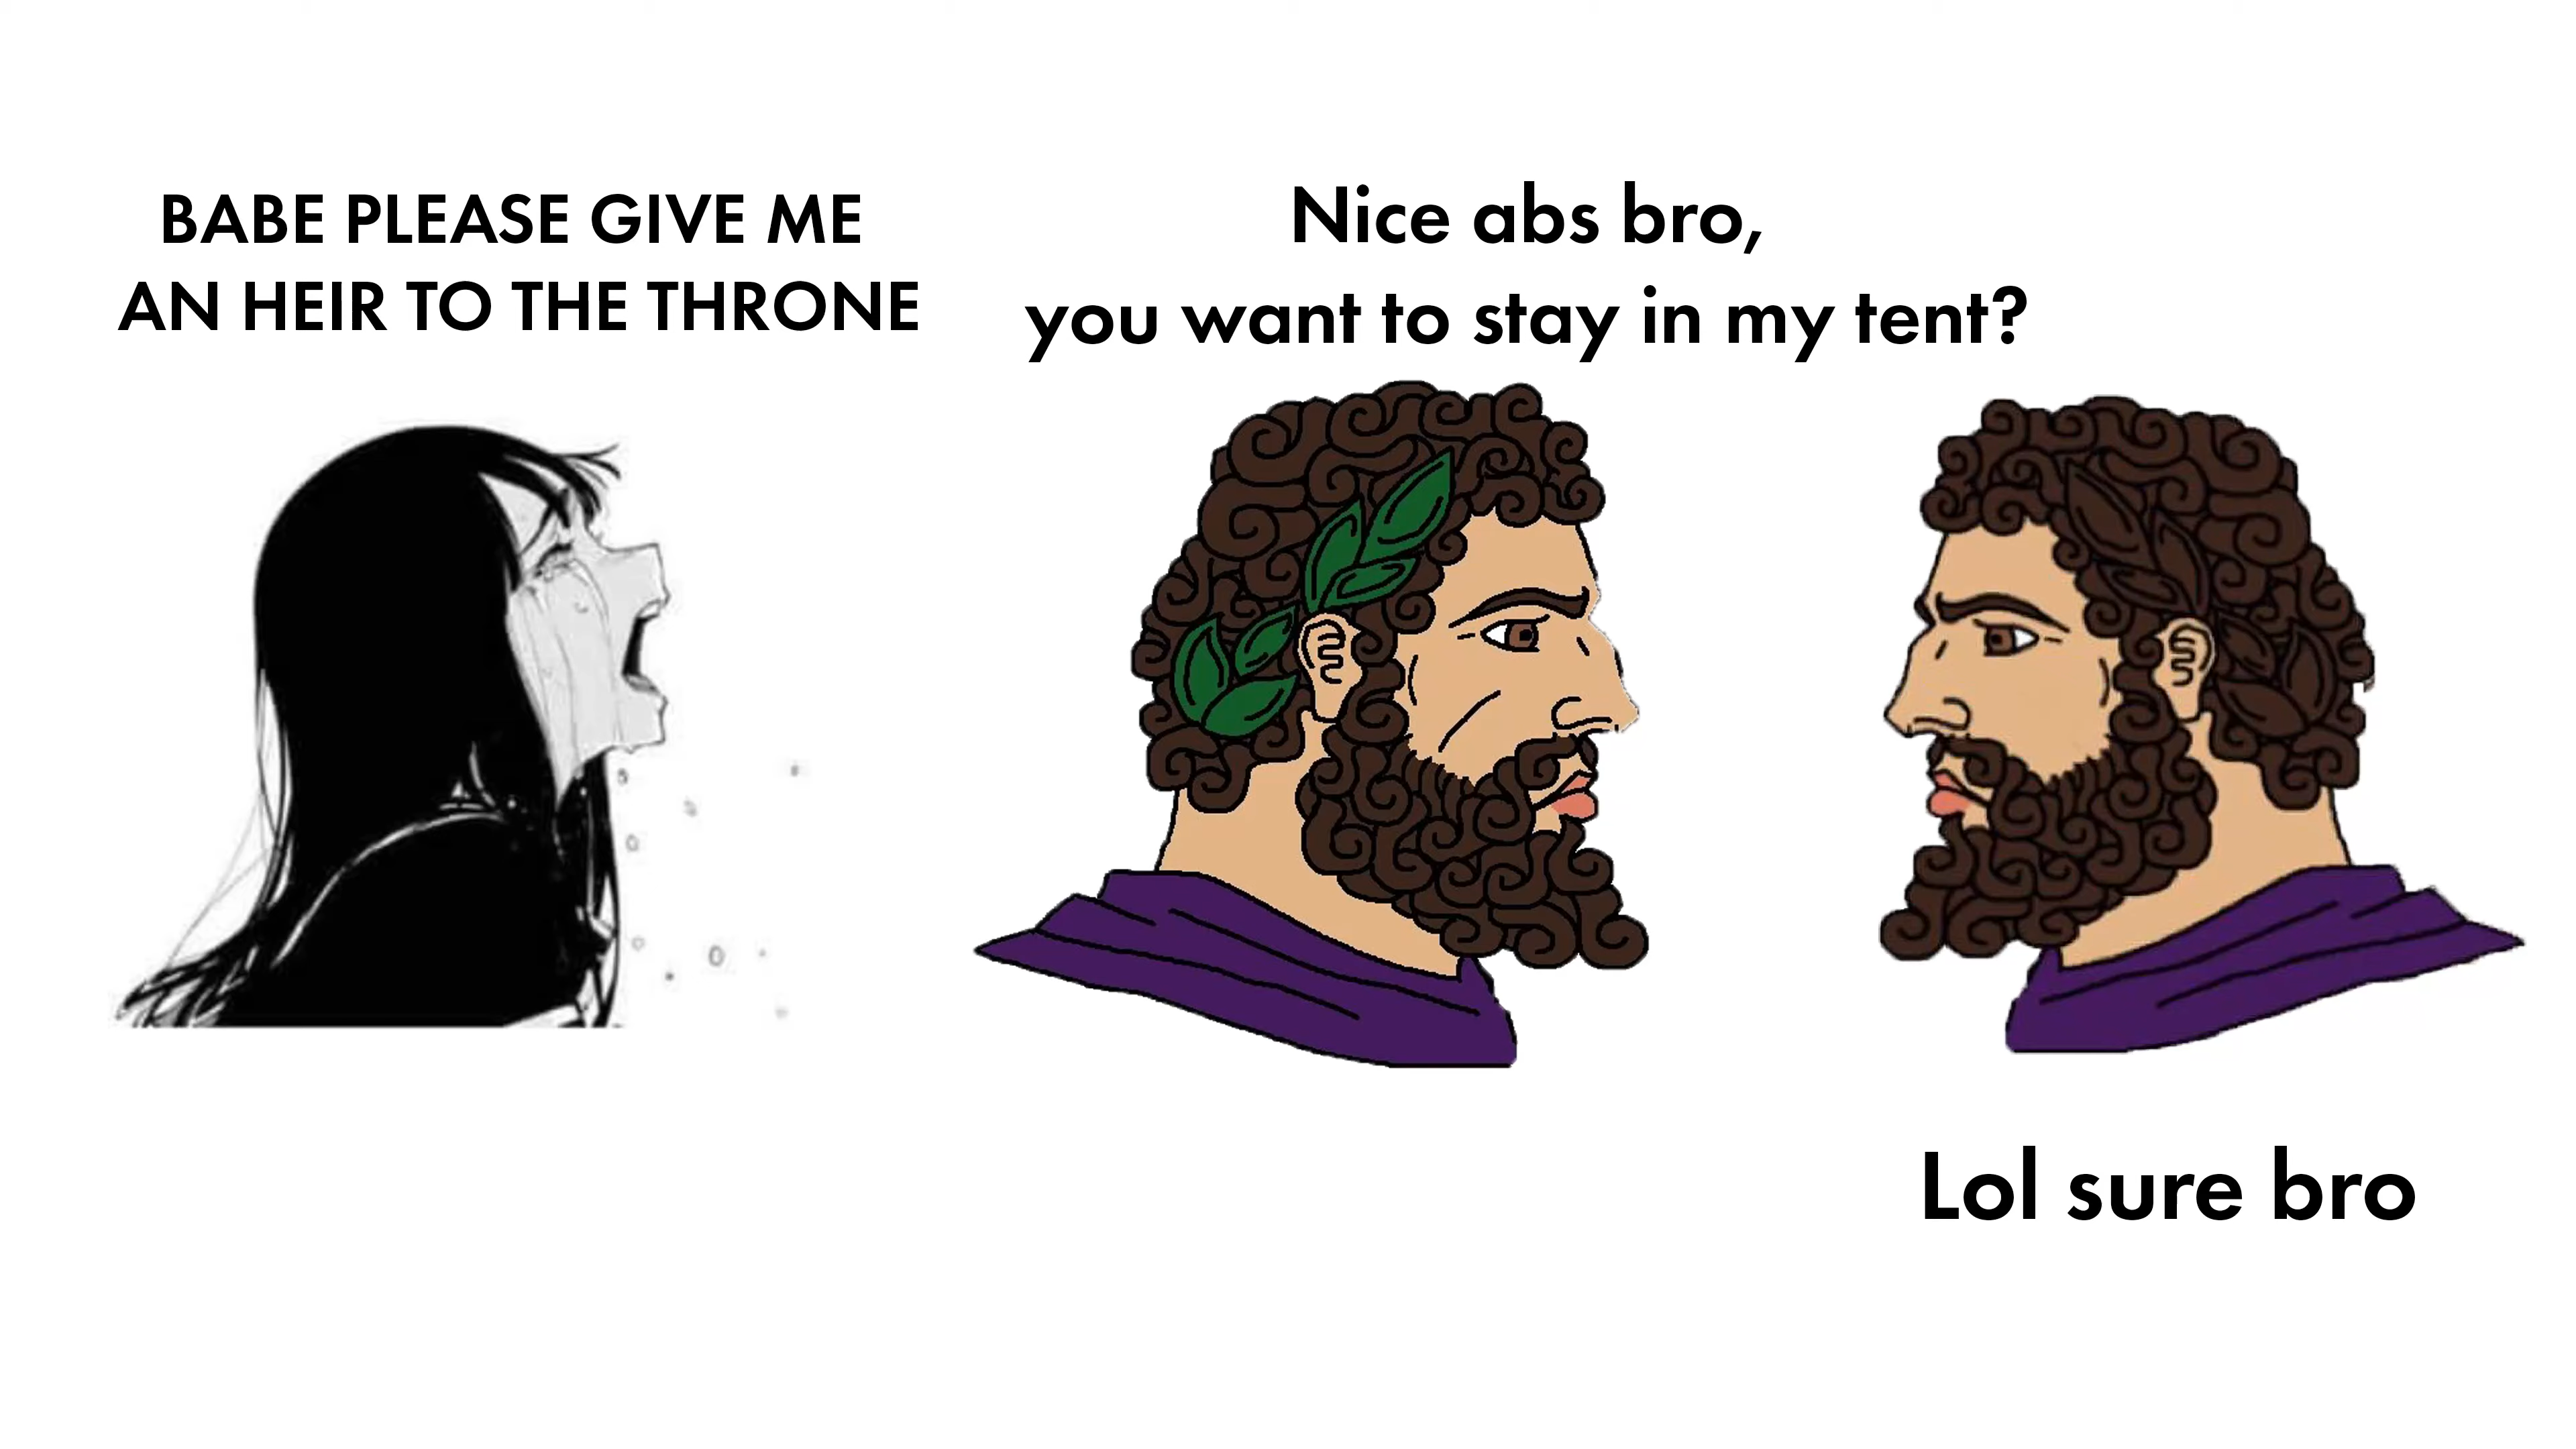 BABE PLEASE GIVE ME
AN HEIR TO THE THRONE
Nice abs bro,
you want to stay in my tent?
Lol sure bro